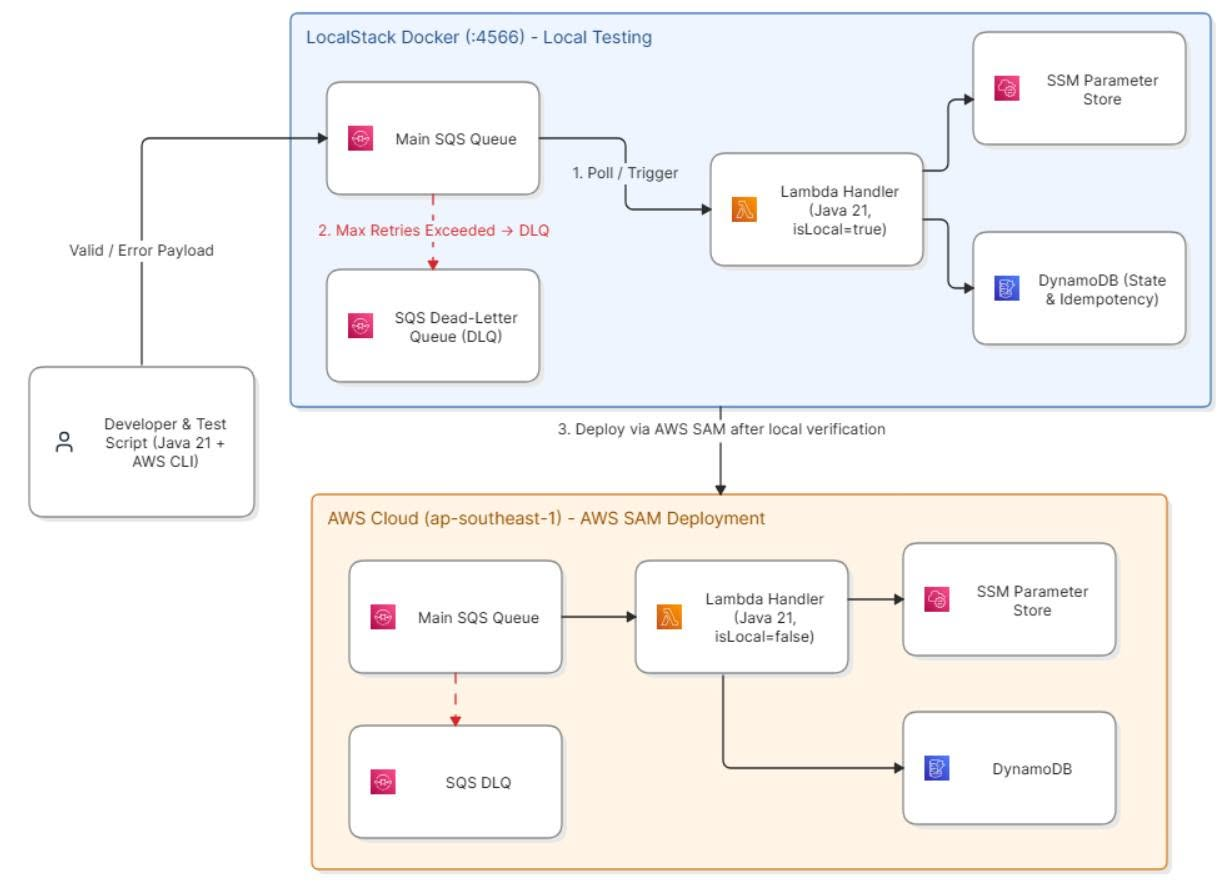 LocalStack Docker (:4566) - Local Testing
SSM Parameter
Store
Main SQS Queue
1. Poll / Trigger
Lambda Handler
(Java 21,
isLocal=true)
2. Max Retries Exceeded → DLQ
Valid / Error Payload
DynamoDB (State
& Idempotency)
SQS Dead-Letter
Queue (DLQ)
Developer & Test
Script (Java 21 +
AWS CLI)
3. Deploy via AWS SAM after local verification
AWS Cloud (ap-southeast-1) - AWS SAM Deployment
Main SQS Queue
Lambda Handler
(Java 21,
isLocal=false)
SSM Parameter
Store
SQS DLQ
DynamoDB